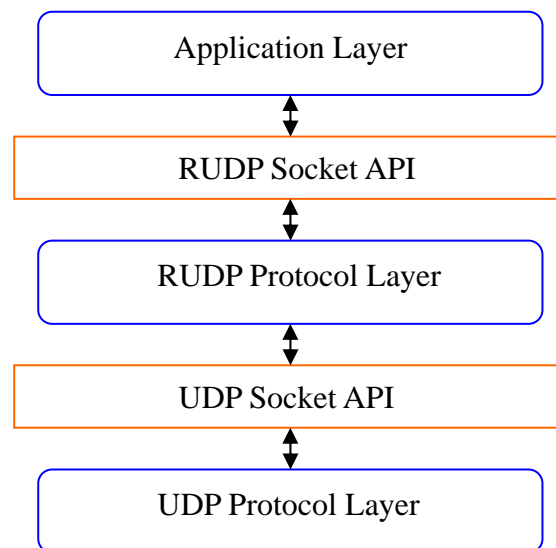 Application Layer
RUDP Socket API
RUDP Protocol Layer
UDP Socket API
UDP Protocol Layer